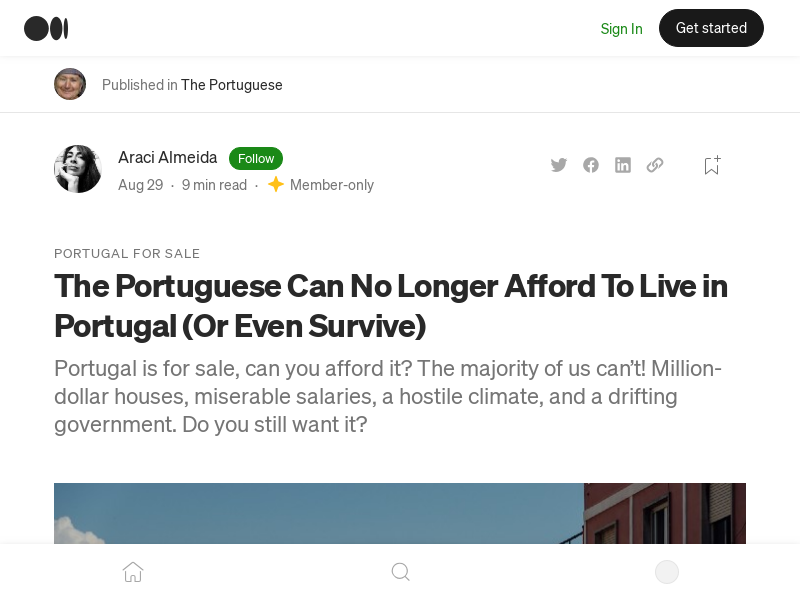 Sign In
Get started
Published in The Portuguese
Araci Almeida
Follow
Aug 29 · 9 min read · Member-only
PORTUGAL FOR SALE
The Portuguese Can No Longer Afford To Live in
Portugal (Or Even Survive)
Portugal is for sale, can you afford it? The majority of us can’t! Million-
dollar houses, miserable salaries, a hostile climate, and a drifting
government. Do you still want it?